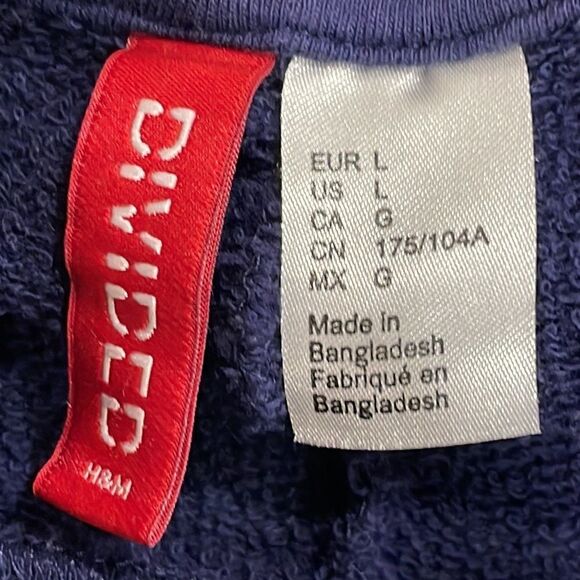 DIVIDED
H&M
EUR L
US L
CA G
CN 175/104A
MX G
Made in
Bangladesh
Fabriqué en
Bangladesh